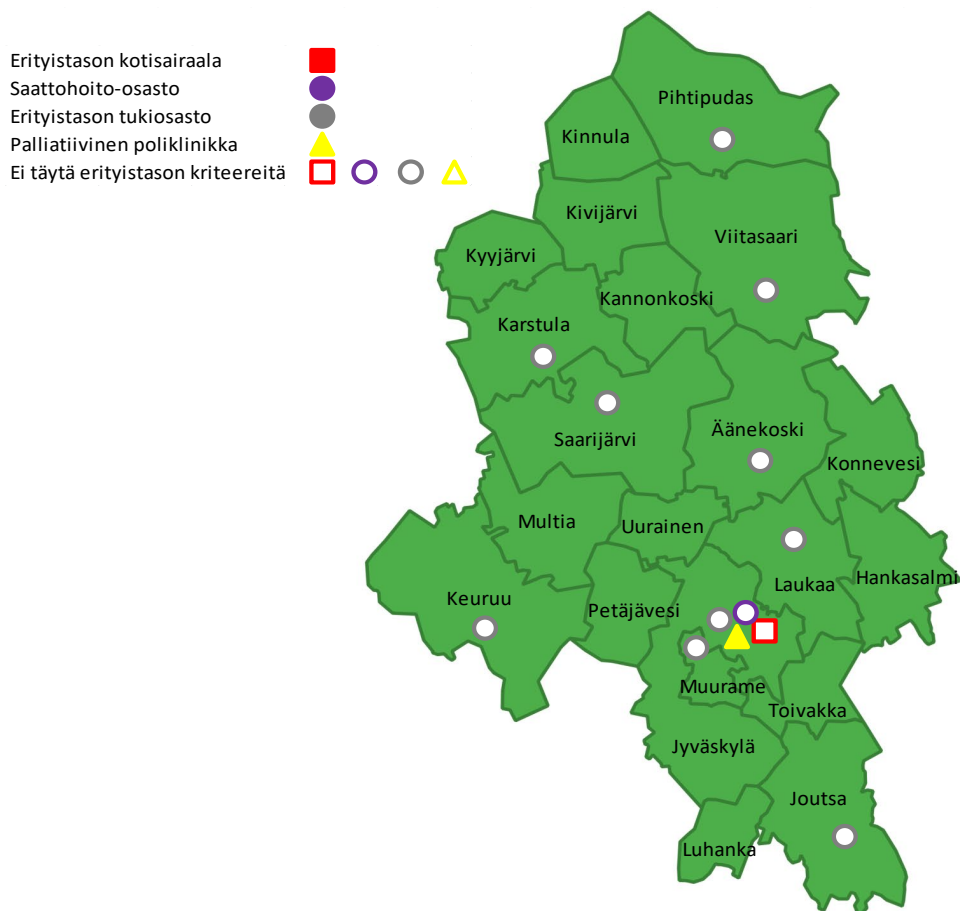 Erityistason kotisairaala
Saattohoito-osasto
Erityistason tukiosasto
Palliatiivinen poliklinikka
Ei täytä erityistason kriteereitä
Pihtipudas
Kinnula
Kivijärvi
Viitasaari
Kyyjärvi
Kannonkoski
Karstula
Saarijärvi
Äänekoski
Konnevesi
Multia
Uurainen
Hankasalmi
Laukaa
Keuruu
Petäjävesi
Muurame
Toivakka
Jyväskylä
Joutsa
Luhanka